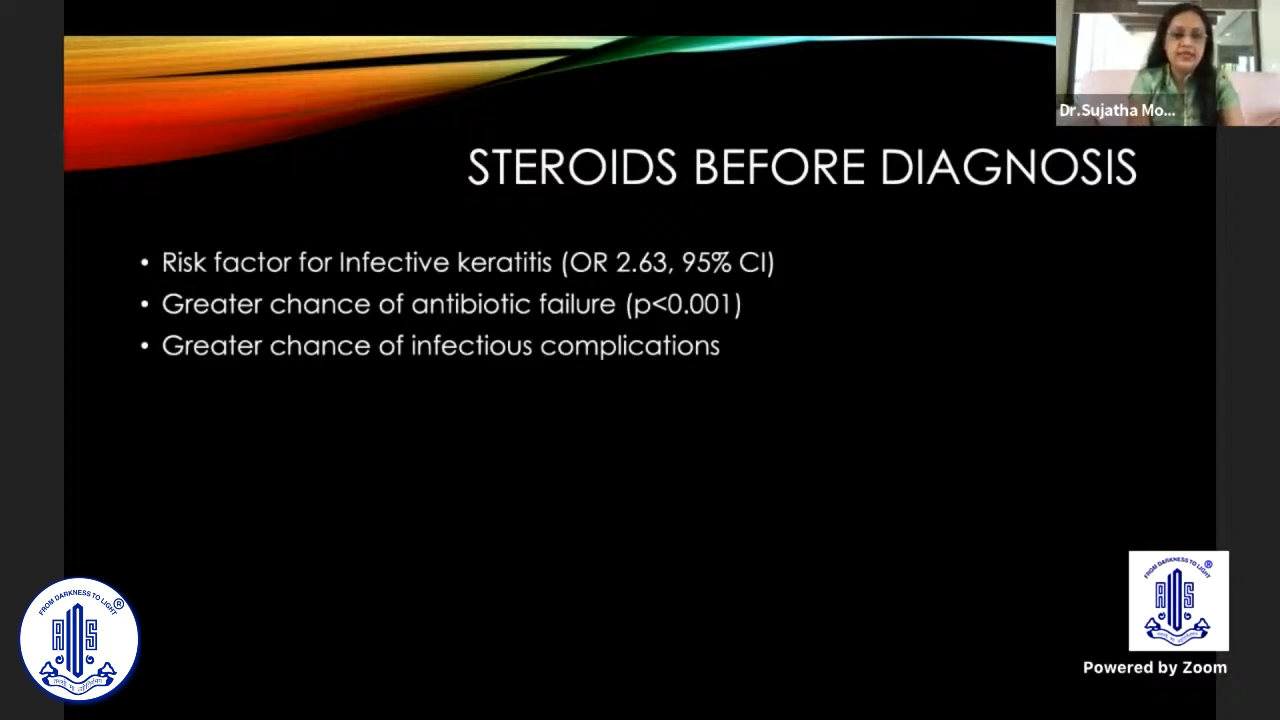 Dr.Sujatha Mo...
STEROIDS BEFORE DIAGNOSIS
• Risk factor for Infective keratitis (OR 2.63, 95% CI)
• Greater chance of antibiotic failure (p<0.001)
• Greater chance of infectious complications
FROM DARKNESS TO LIGHT
®
AIOS
FROM DARKNESS TO LIGHT
®
AIOS
Powered by Zoom